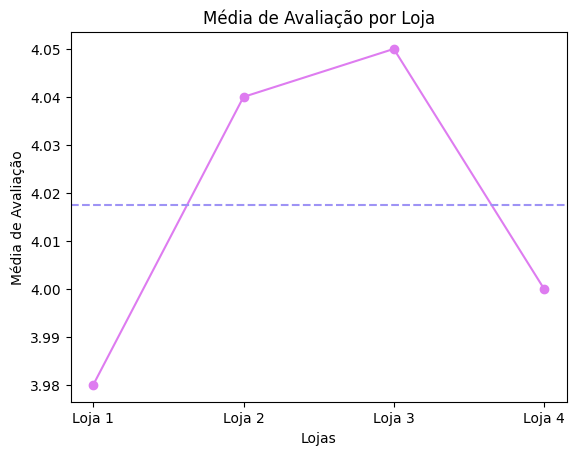 Média de Avaliação por Loja
Média de Avaliação
4.05
4.04
4.03
4.02
4.01
4.00
3.99
3.98
Loja 1
Loja 2
Loja 3
Loja 4
Lojas